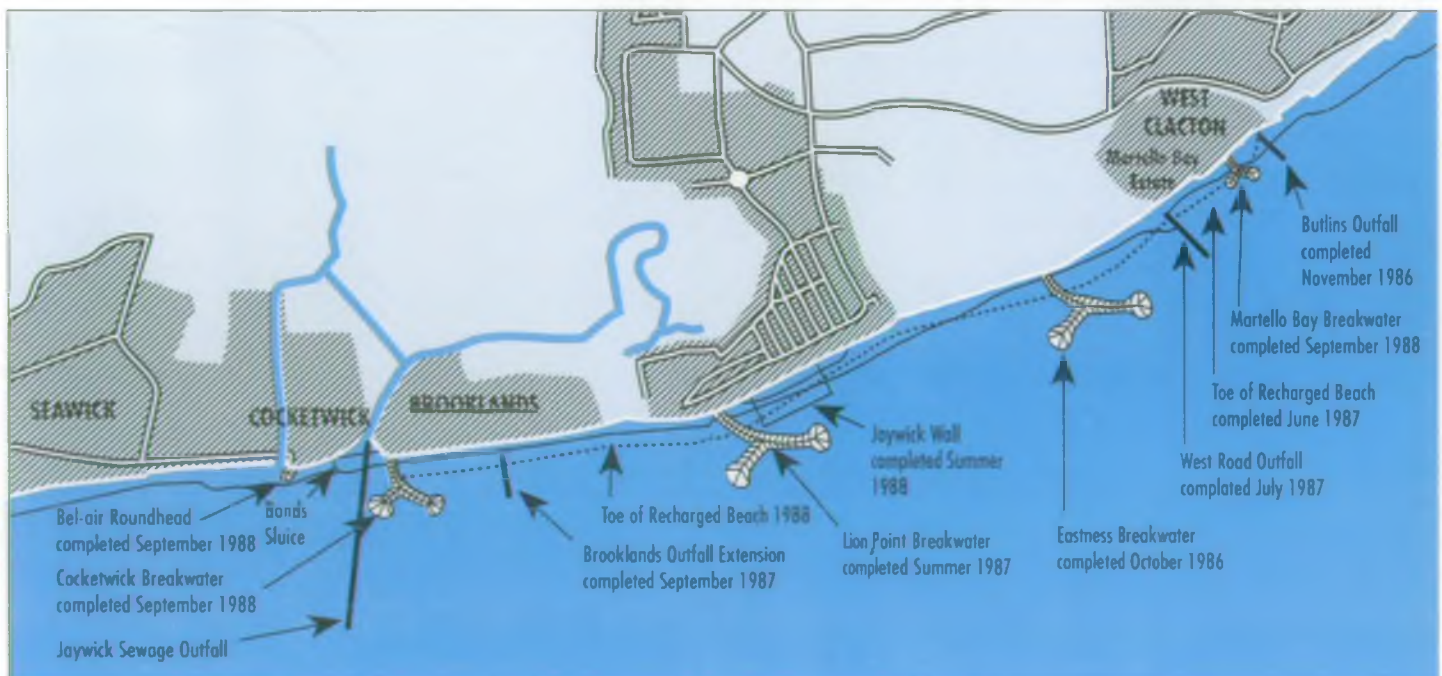 WEST
CLACTON
Martello Bay
Estate
Butlins Outfall
completed
November 1986
Martello Bay Breakwater
completed September 1988
Toe of Recharged Beach
completed June 1987
West Road Outfall
complated July 1987
SEAWICK
COCKETWICK
BROOKLANDS
Jaywick Wall
completed Summer
1988
Bel-air Roundhead
completed September 1988
Bonds
Sluice
Toe of Recharged Beach 1988
Lion Point Breakwater
completed Summer 1987
Eastness Breakwater
completed October 1986
Brooklands Outfall Extension
completed September 1987
Cocketwick Breakwater
completed September 1988
Jaywick Sewage Outfall